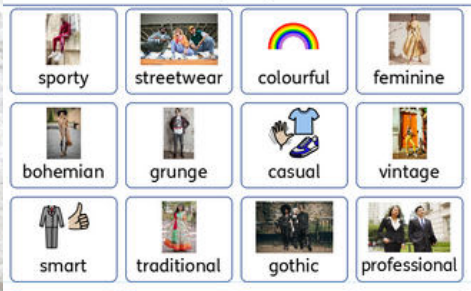 sporty
streetwear
colourful
feminine
bohemian
grunge
casual
vintage
smart
traditional
gothic
professional